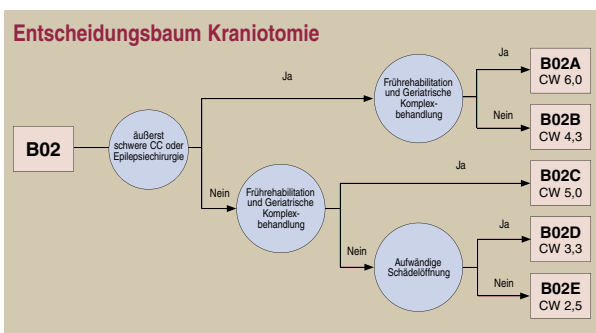 Entscheidungsbaum Kraniotomie
Ja
Frührehabilitation
und Geriatrische
Komplex-
behandlung
Ja
B02A
CW 6,0
Nein
B02B
CW 4,3
B02
äußerst
schwere CC oder
Epilepsiechirurgie
Nein
Frührehabilitation
und Geriatrische
Komplex-
behandlung
Ja
B02C
CW 5,0
Nein
Aufwändige
Schädelöffnung
Ja
B02D
CW 3,3
Nein
B02E
CW 2,5